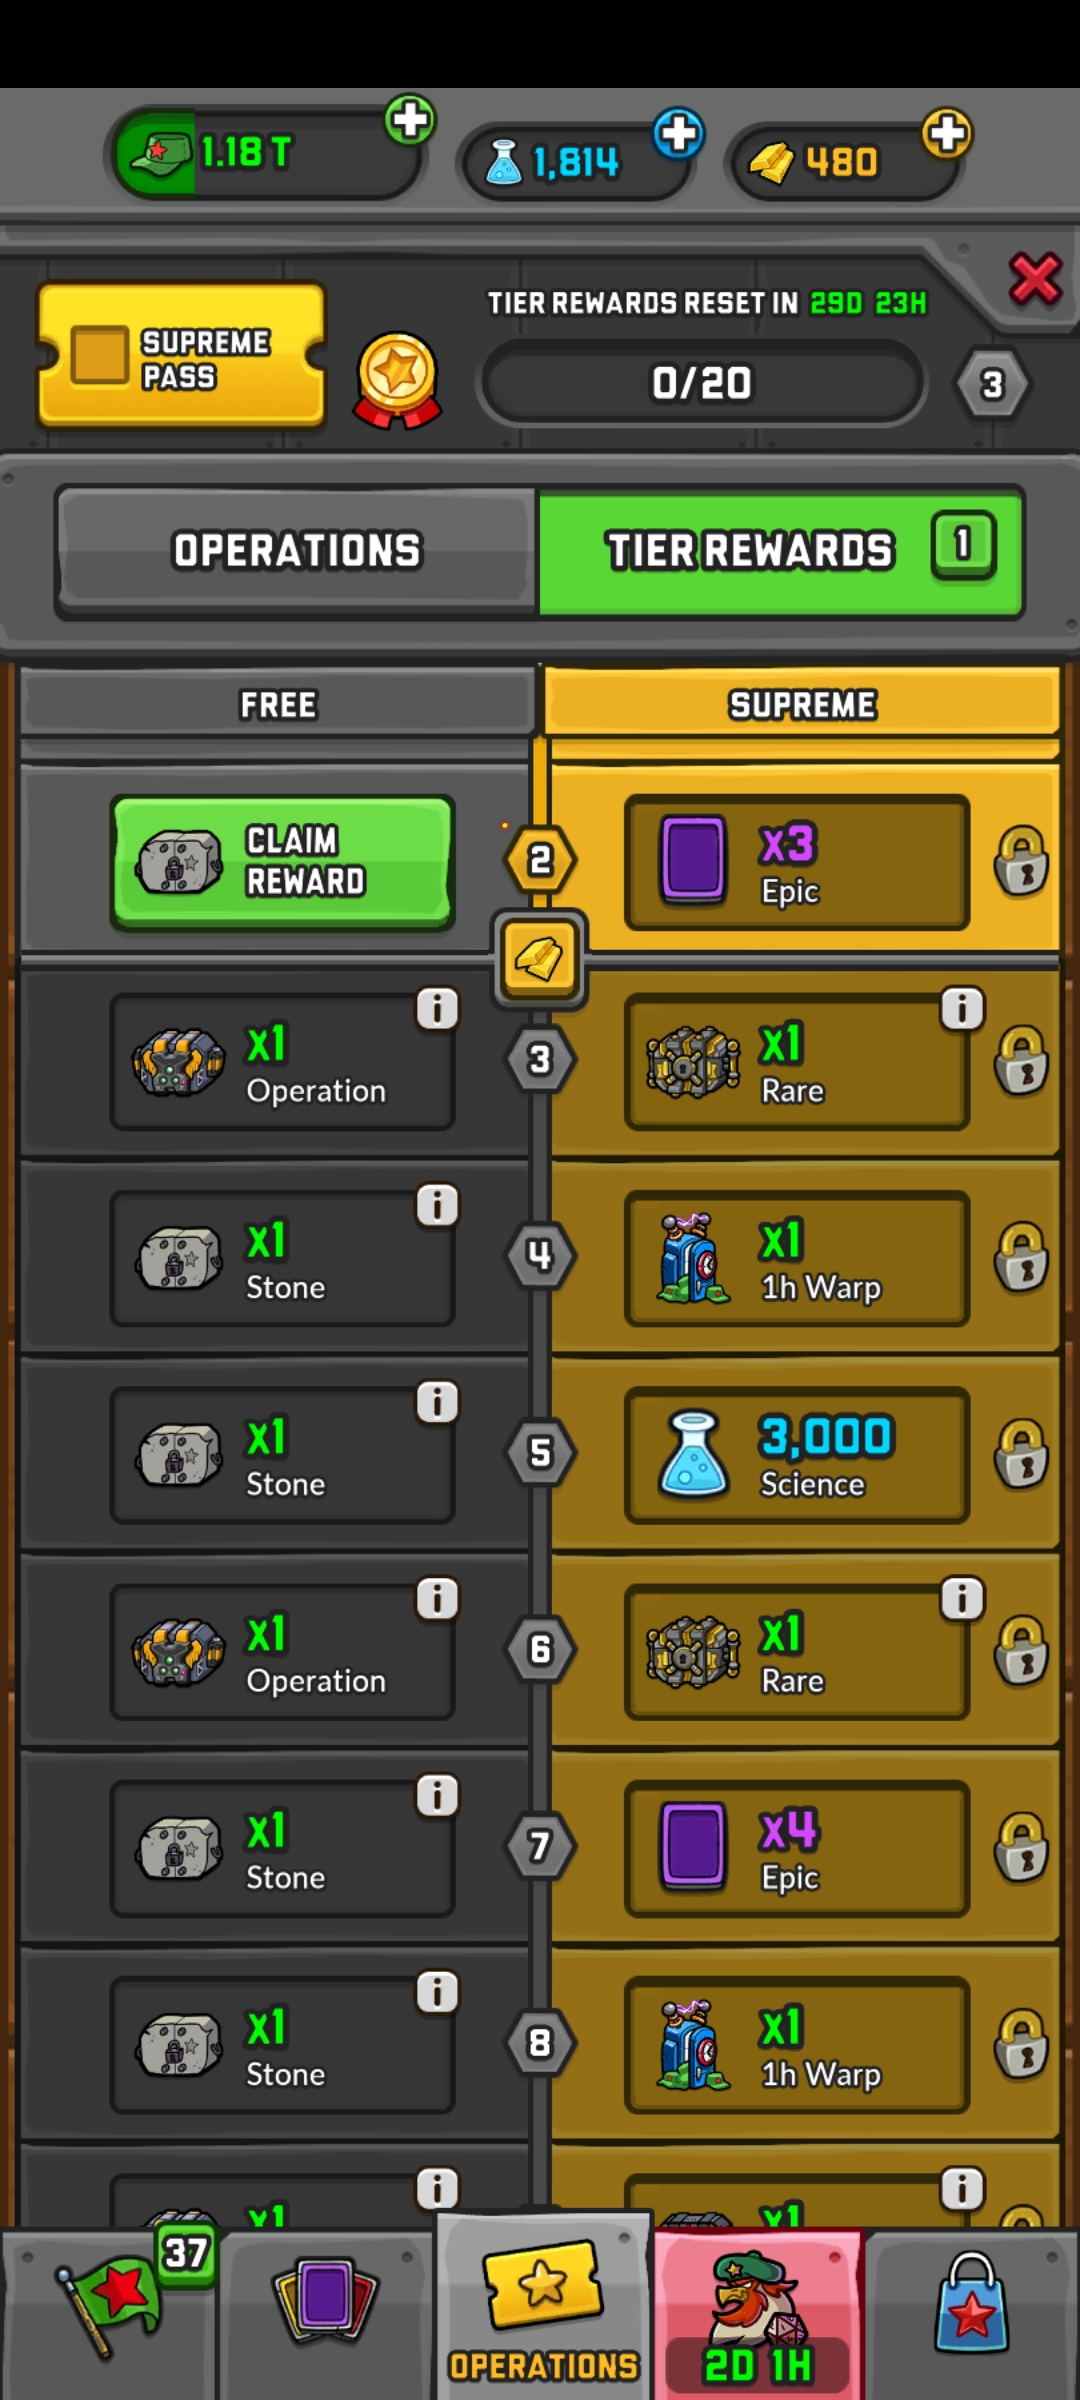 1.18 T
1,814
480
TIER REWARDS RESET IN 29D 23H
SUPREME
PASS
0/20
3
OPERATIONS
TIER REWARDS
1
FREE
SUPREME
CLAIM
REWARD
2
x3
Epic
x1
Operation
3
x1
Rare
x1
Stone
4
x1
1h Warp
x1
Stone
5
3,000
Science
x1
Operation
6
x1
Rare
x1
Stone
7
x4
Epic
x1
Stone
8
x1
1h Warp
x1
x1
37
OPERATIONS
2D 1H